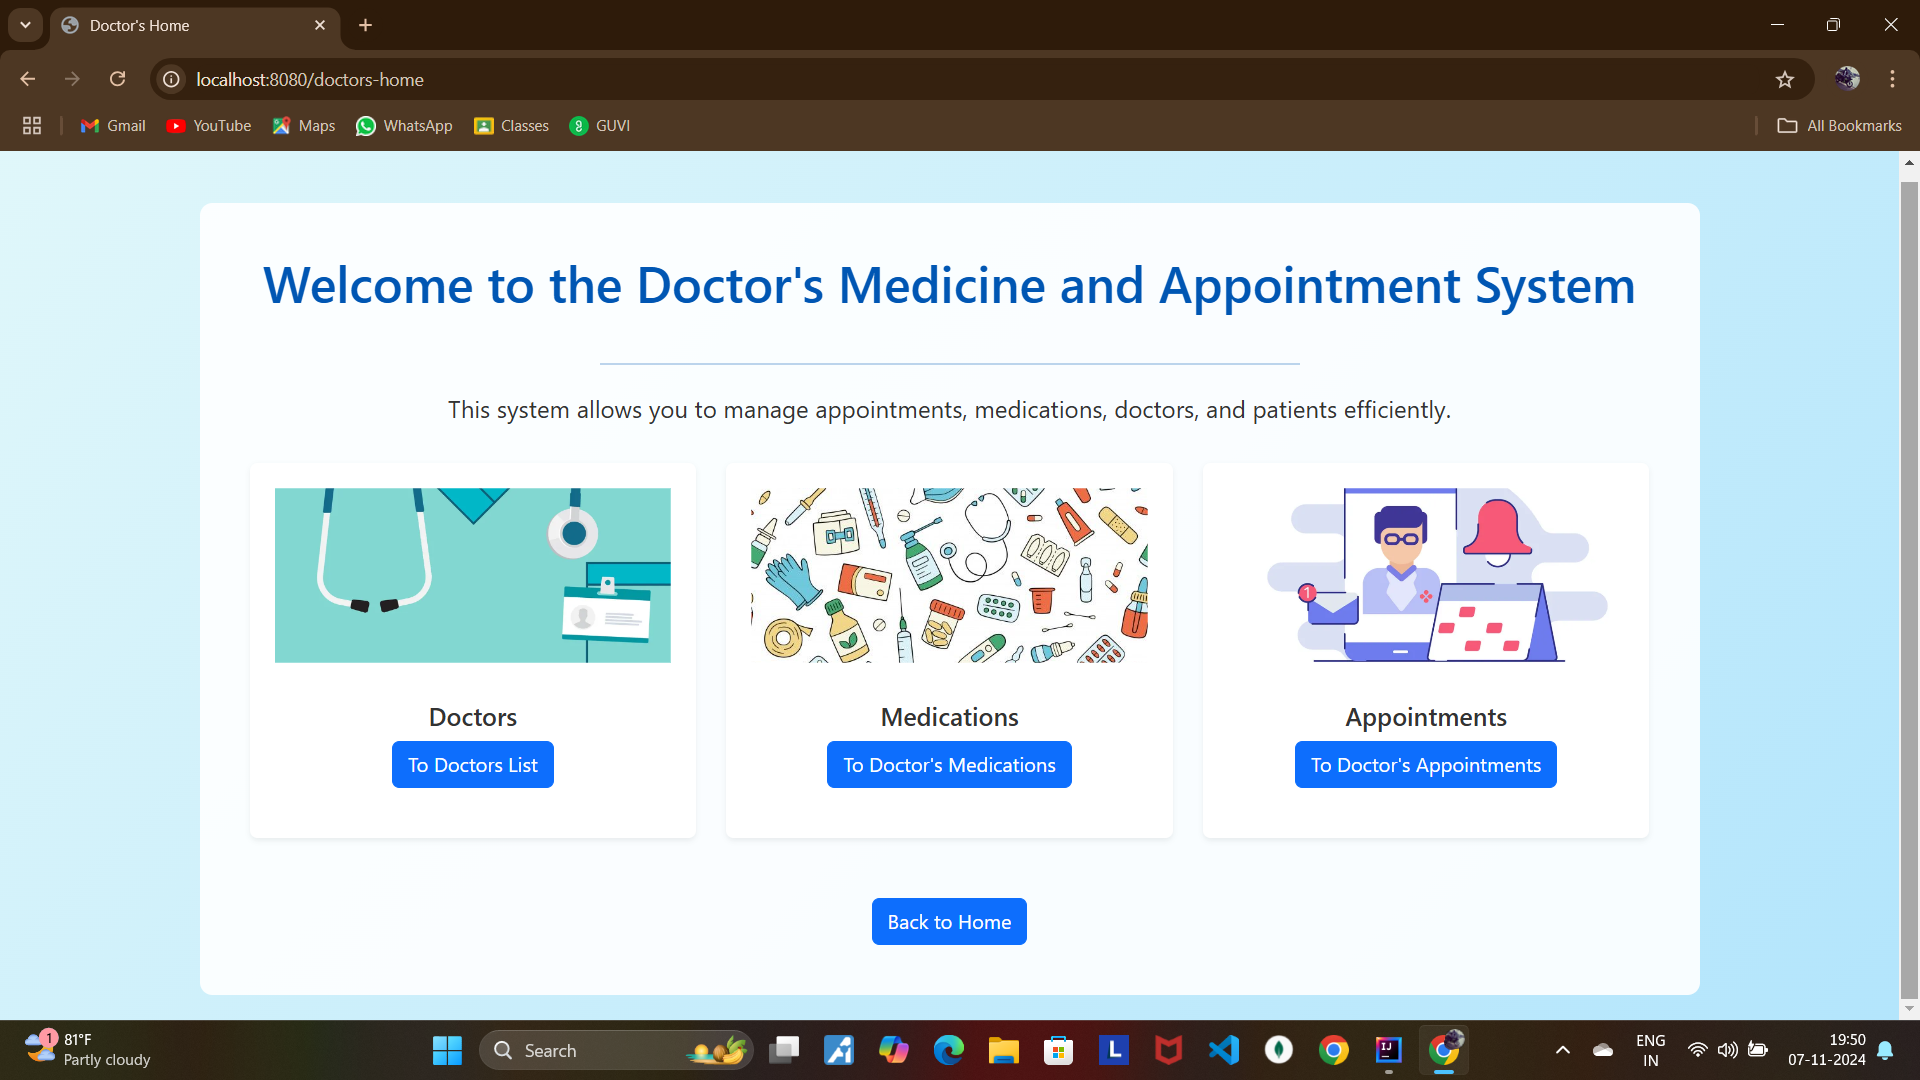 Doctor's Home
localhost:8080/doctors-home
Gmail
YouTube
Maps
WhatsApp
Classes
GUVI
All Bookmarks
Welcome to the Doctor's Medicine and Appointment System
This system allows you to manage appointments, medications, doctors, and patients efficiently.
1
Doctors
Medications
Appointments
To Doctors List
To Doctor's Medications
To Doctor's Appointments
Back to Home
1
81°F
Partly cloudy
Search
L
IJ
ENG
IN
19:50
07-11-2024